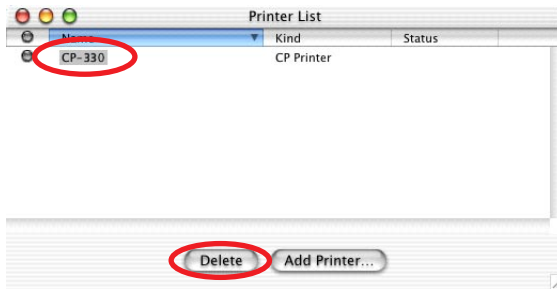 Printer List
Name Kind Status
CP-330 CP Printer
Delete Add Printer...